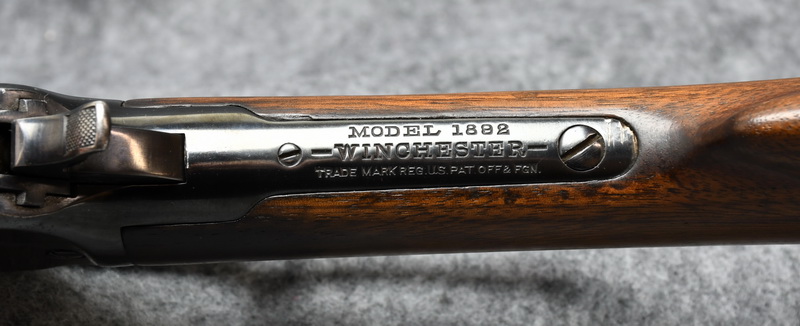 MODEL 1892
-WINCHESTER-
TRADE MARK REG. U.S. PAT. OFF & FGN.